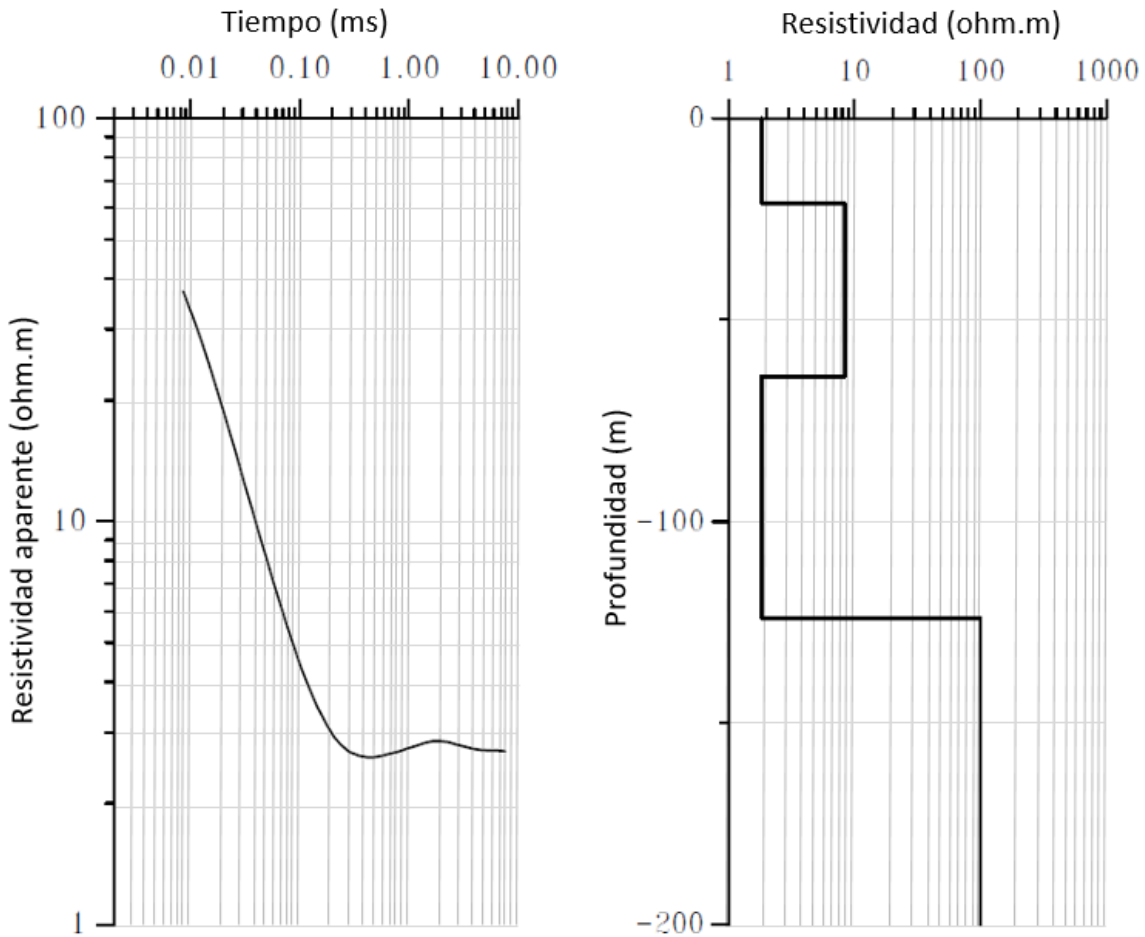 Tiempo (ms)
0.01 0.10 1.00 10.00
100
10
1
Resistividad aparente (ohm.m)
Resistividad (ohm.m)
1 10 100 1000
0
-100
-200
Profundidad (m)